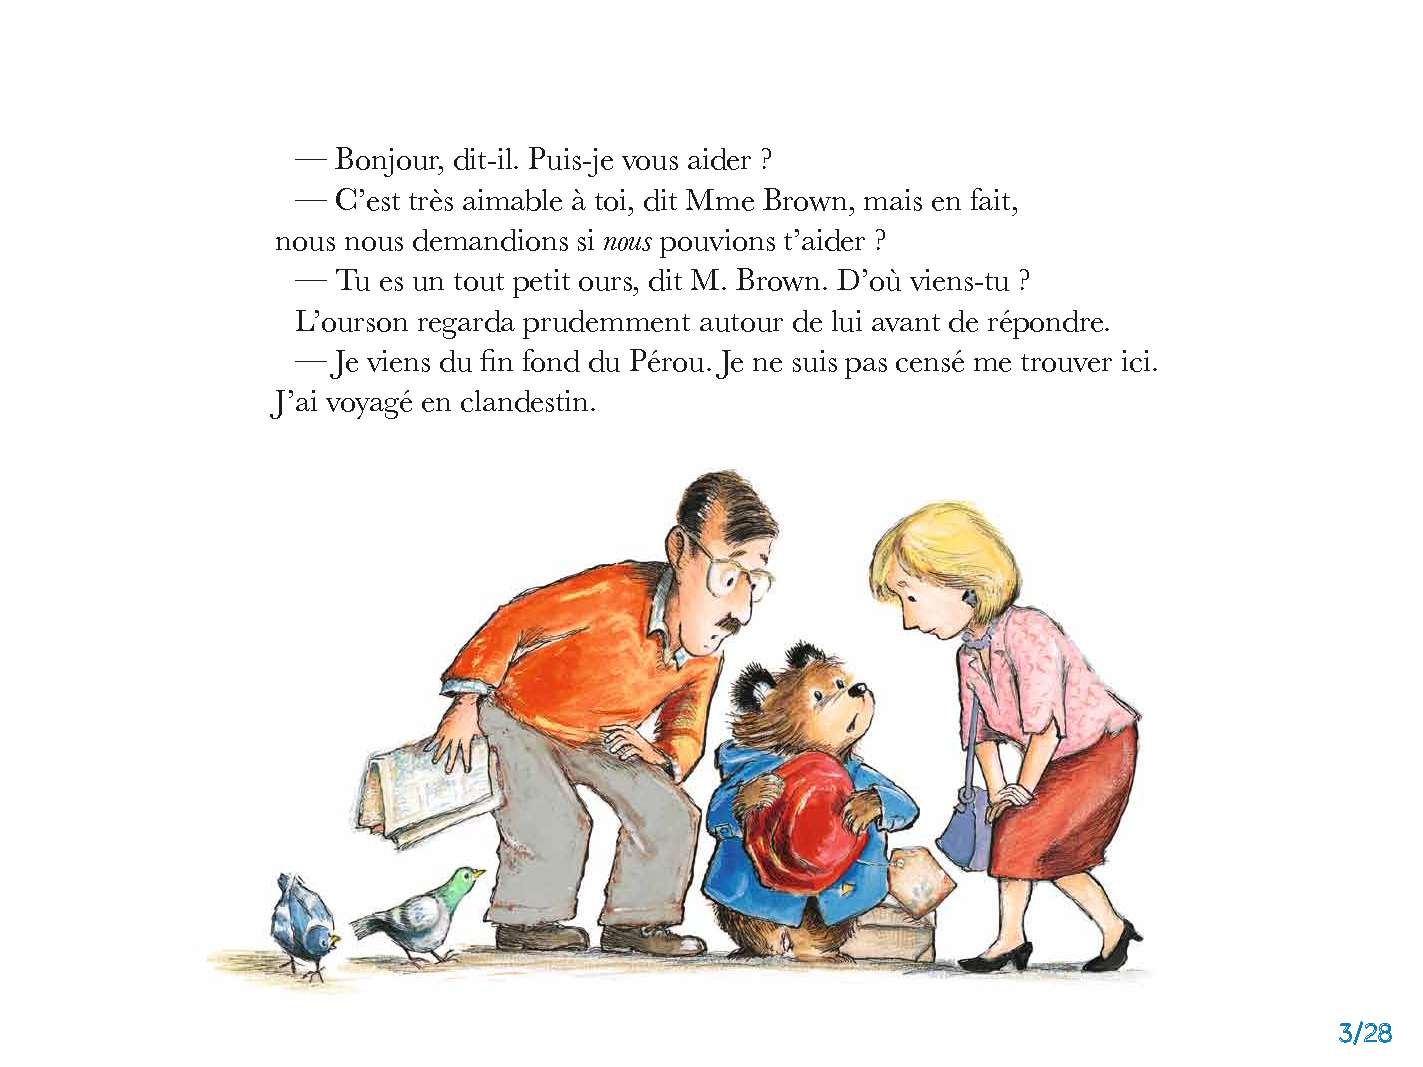 — Bonjour, dit-il. Puis-je vous aider ?
— C’est très aimable à toi, dit Mme Brown, mais en fait,
nous nous demandions si nous pouvions t’aider ?
— Tu es un tout petit ours, dit M. Brown. D’où viens-tu ?
L’ourson regarda prudemment autour de lui avant de répondre.
— Je viens du fin fond du Pérou. Je ne suis pas censé me trouver ici.
J’ai voyagé en clandestin.
3/28